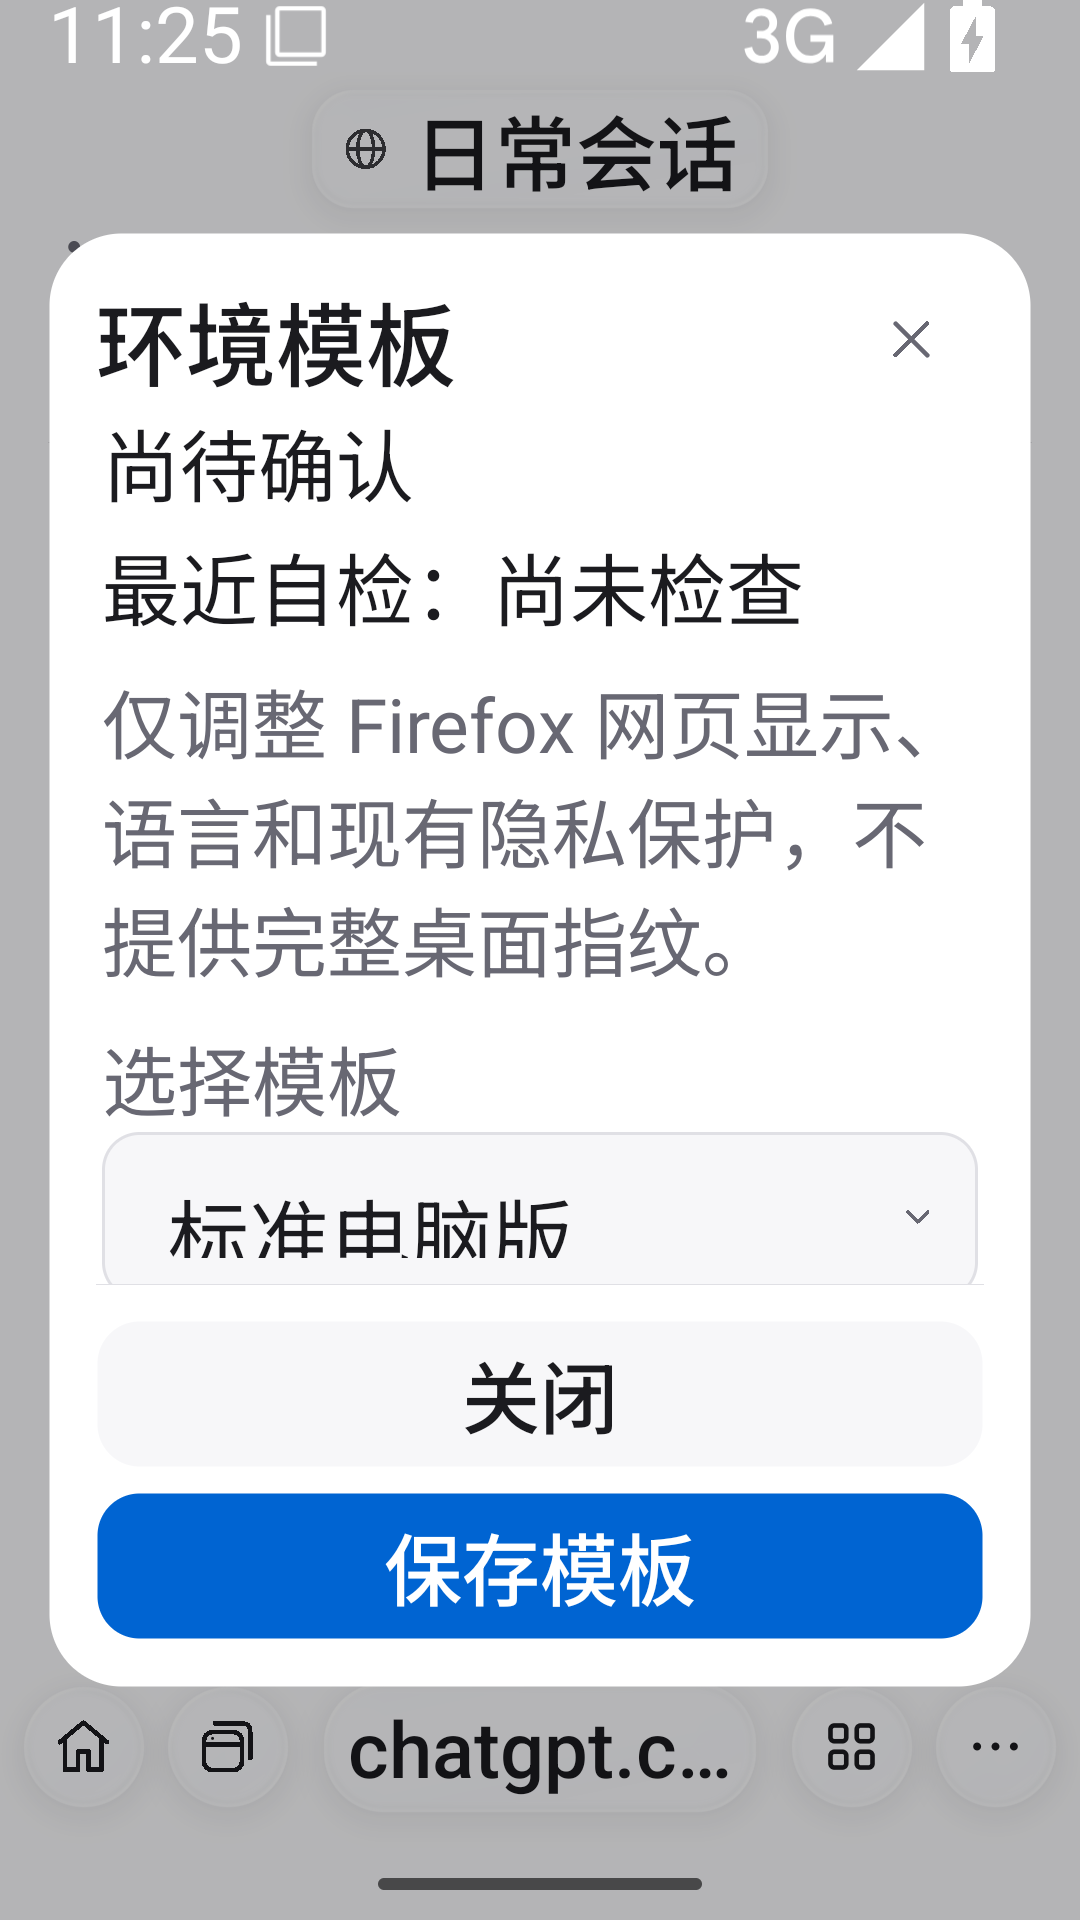 11:25
3G
日常会话
环境模板
尚待确认
最近自检：尚未检查
仅调整 Firefox 网页显示、
语言和现有隐私保护，不
提供完整桌面指纹。
选择模板
标准电脑版
关闭
保存模板
chatgpt.c...